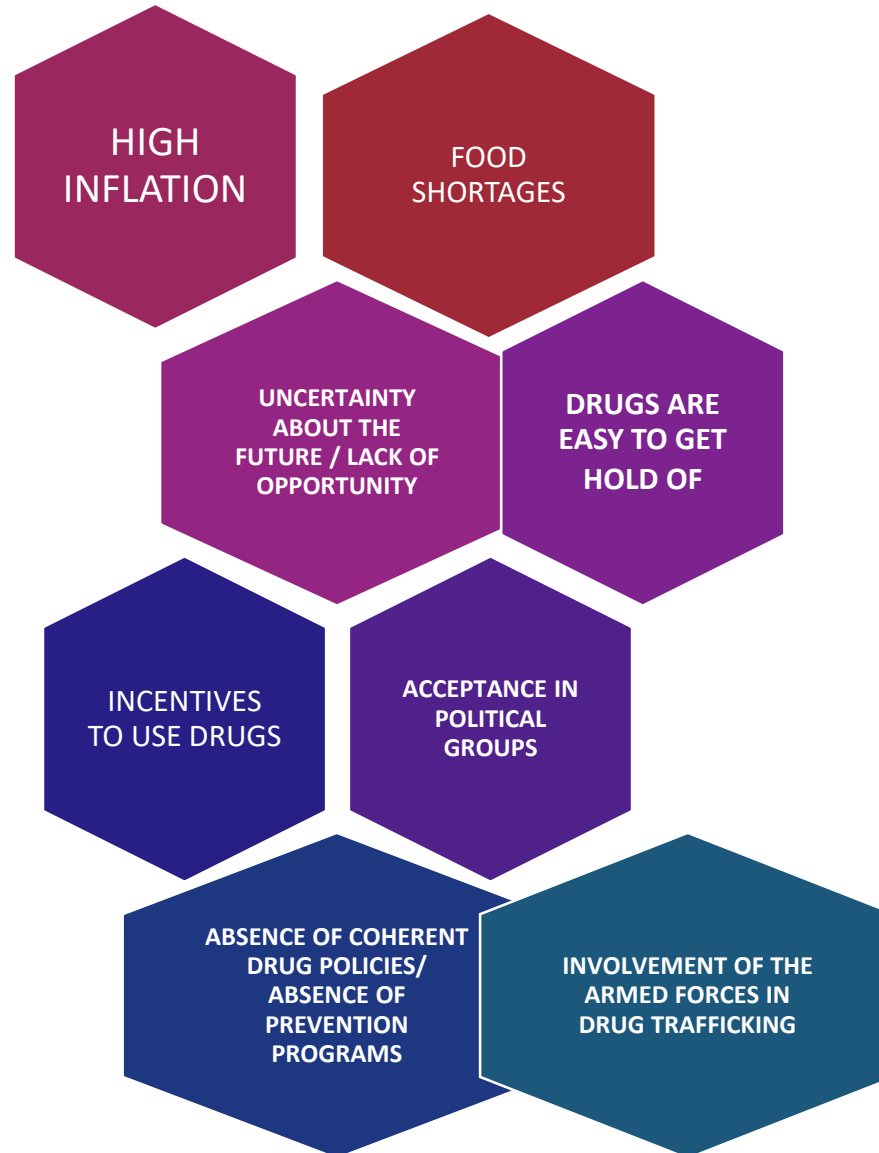 HIGH
INFLATION
FOOD
SHORTAGES
UNCERTAINTY
ABOUT THE
FUTURE / LACK OF
OPPORTUNITY
DRUGS ARE
EASY TO GET
HOLD OF
INCENTIVES
TO USE DRUGS
ACCEPTANCE IN
POLITICAL
GROUPS
ABSENCE OF COHERENT
DRUG POLICIES/
ABSENCE OF
PREVENTION
PROGRAMS
INVOLVEMENT OF THE
ARMED FORCES IN
DRUG TRAFFICKING